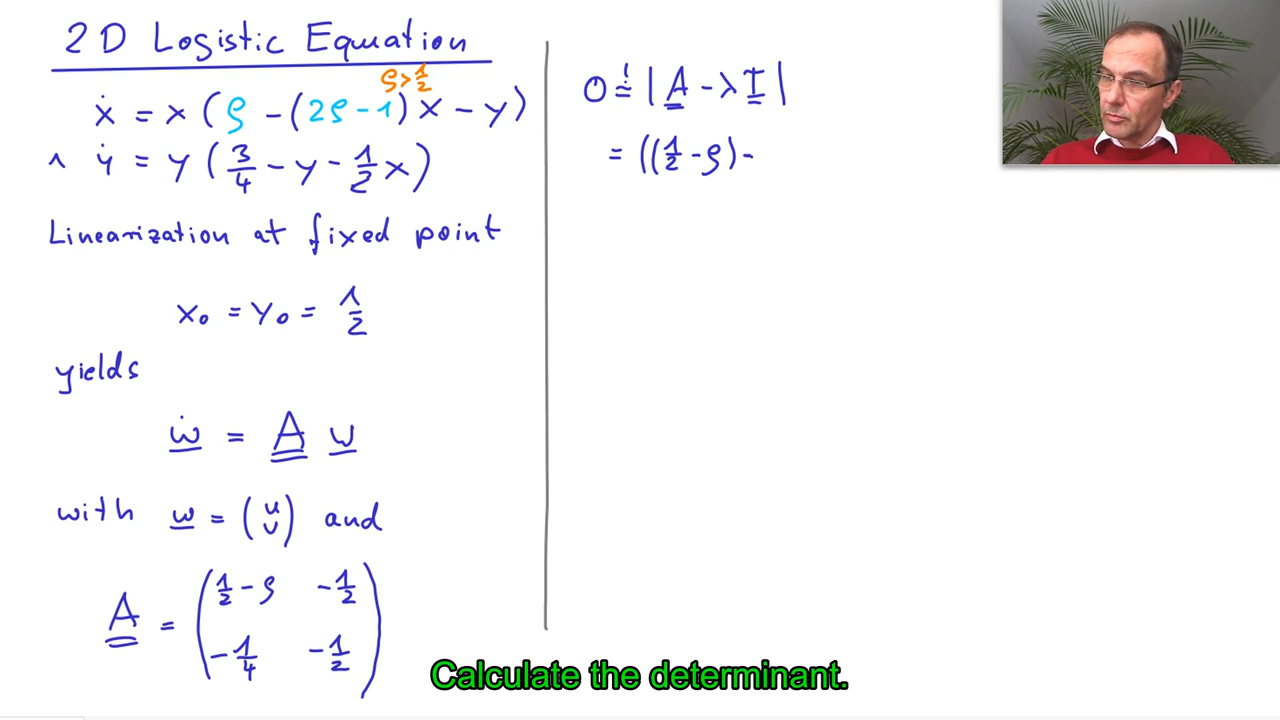 2D Logistic Equation
ρ > 1/2
ẋ = x (ρ - (2ρ - 1) x - y)
∧ ẏ = y (3/4 - y - 1/2 x)
Linearization at fixed point
x₀ = y₀ = 1/2
yields
ẇ = A w
with w = (u v) and
A = (1/2 - ρ -1/2
-1/4 -1/2)
0 =! | A - λ I |
= ((1/2 - ρ) -
Calculate the determinant.